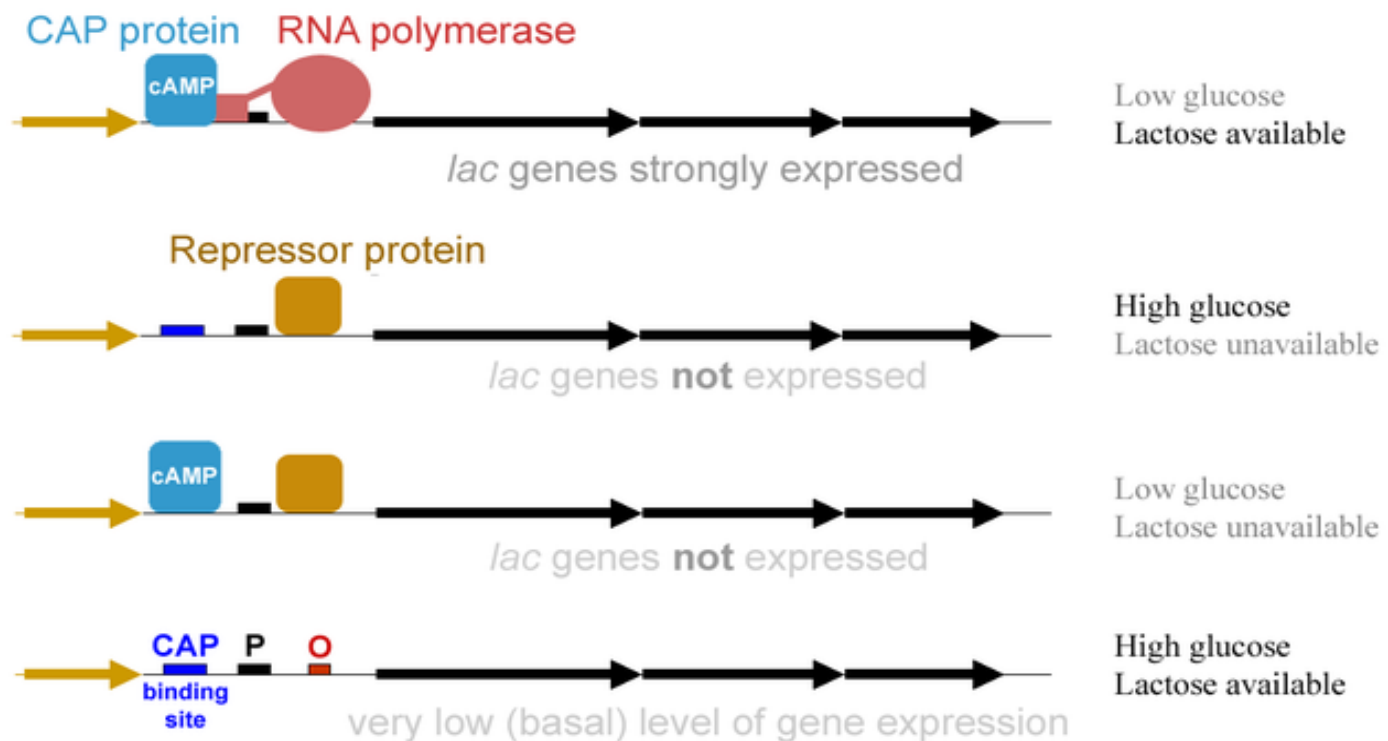 CAP protein RNA polymerase
cAMP
Low glucose
Lactose available
lac genes strongly expressed
Repressor protein
High glucose
Lactose unavailable
lac genes not expressed
cAMP
Low glucose
Lactose unavailable
lac genes not expressed
CAP P O
binding
site
High glucose
Lactose available
very low (basal) level of gene expression